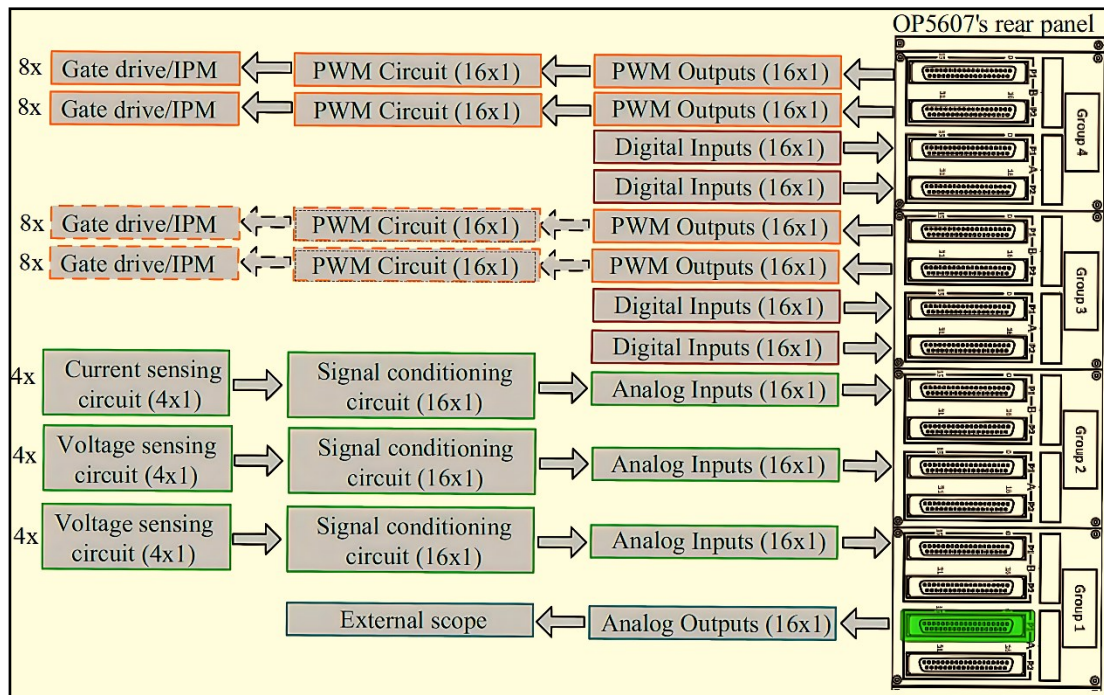 OP5607's rear panel
8x Gate drive/IPM PWM Circuit (16x1) PWM Outputs (16x1)
8x Gate drive/IPM PWM Circuit (16x1) PWM Outputs (16x1)
Digital Inputs (16x1)
Digital Inputs (16x1)
Group 4
8x Gate drive/IPM PWM Circuit (16x1) PWM Outputs (16x1)
8x Gate drive/IPM PWM Circuit (16x1) PWM Outputs (16x1)
Digital Inputs (16x1)
Digital Inputs (16x1)
Group 3
4x
Current sensing
circuit (4x1)
Signal conditioning
circuit (16x1)
Analog Inputs (16x1)
4x
Voltage sensing
circuit (4x1)
Signal conditioning
circuit (16x1)
Analog Inputs (16x1)
Group 2
4x
Voltage sensing
circuit (4x1)
Signal conditioning
circuit (16x1)
Analog Inputs (16x1)
External scope Analog Outputs (16x1)
Group 1